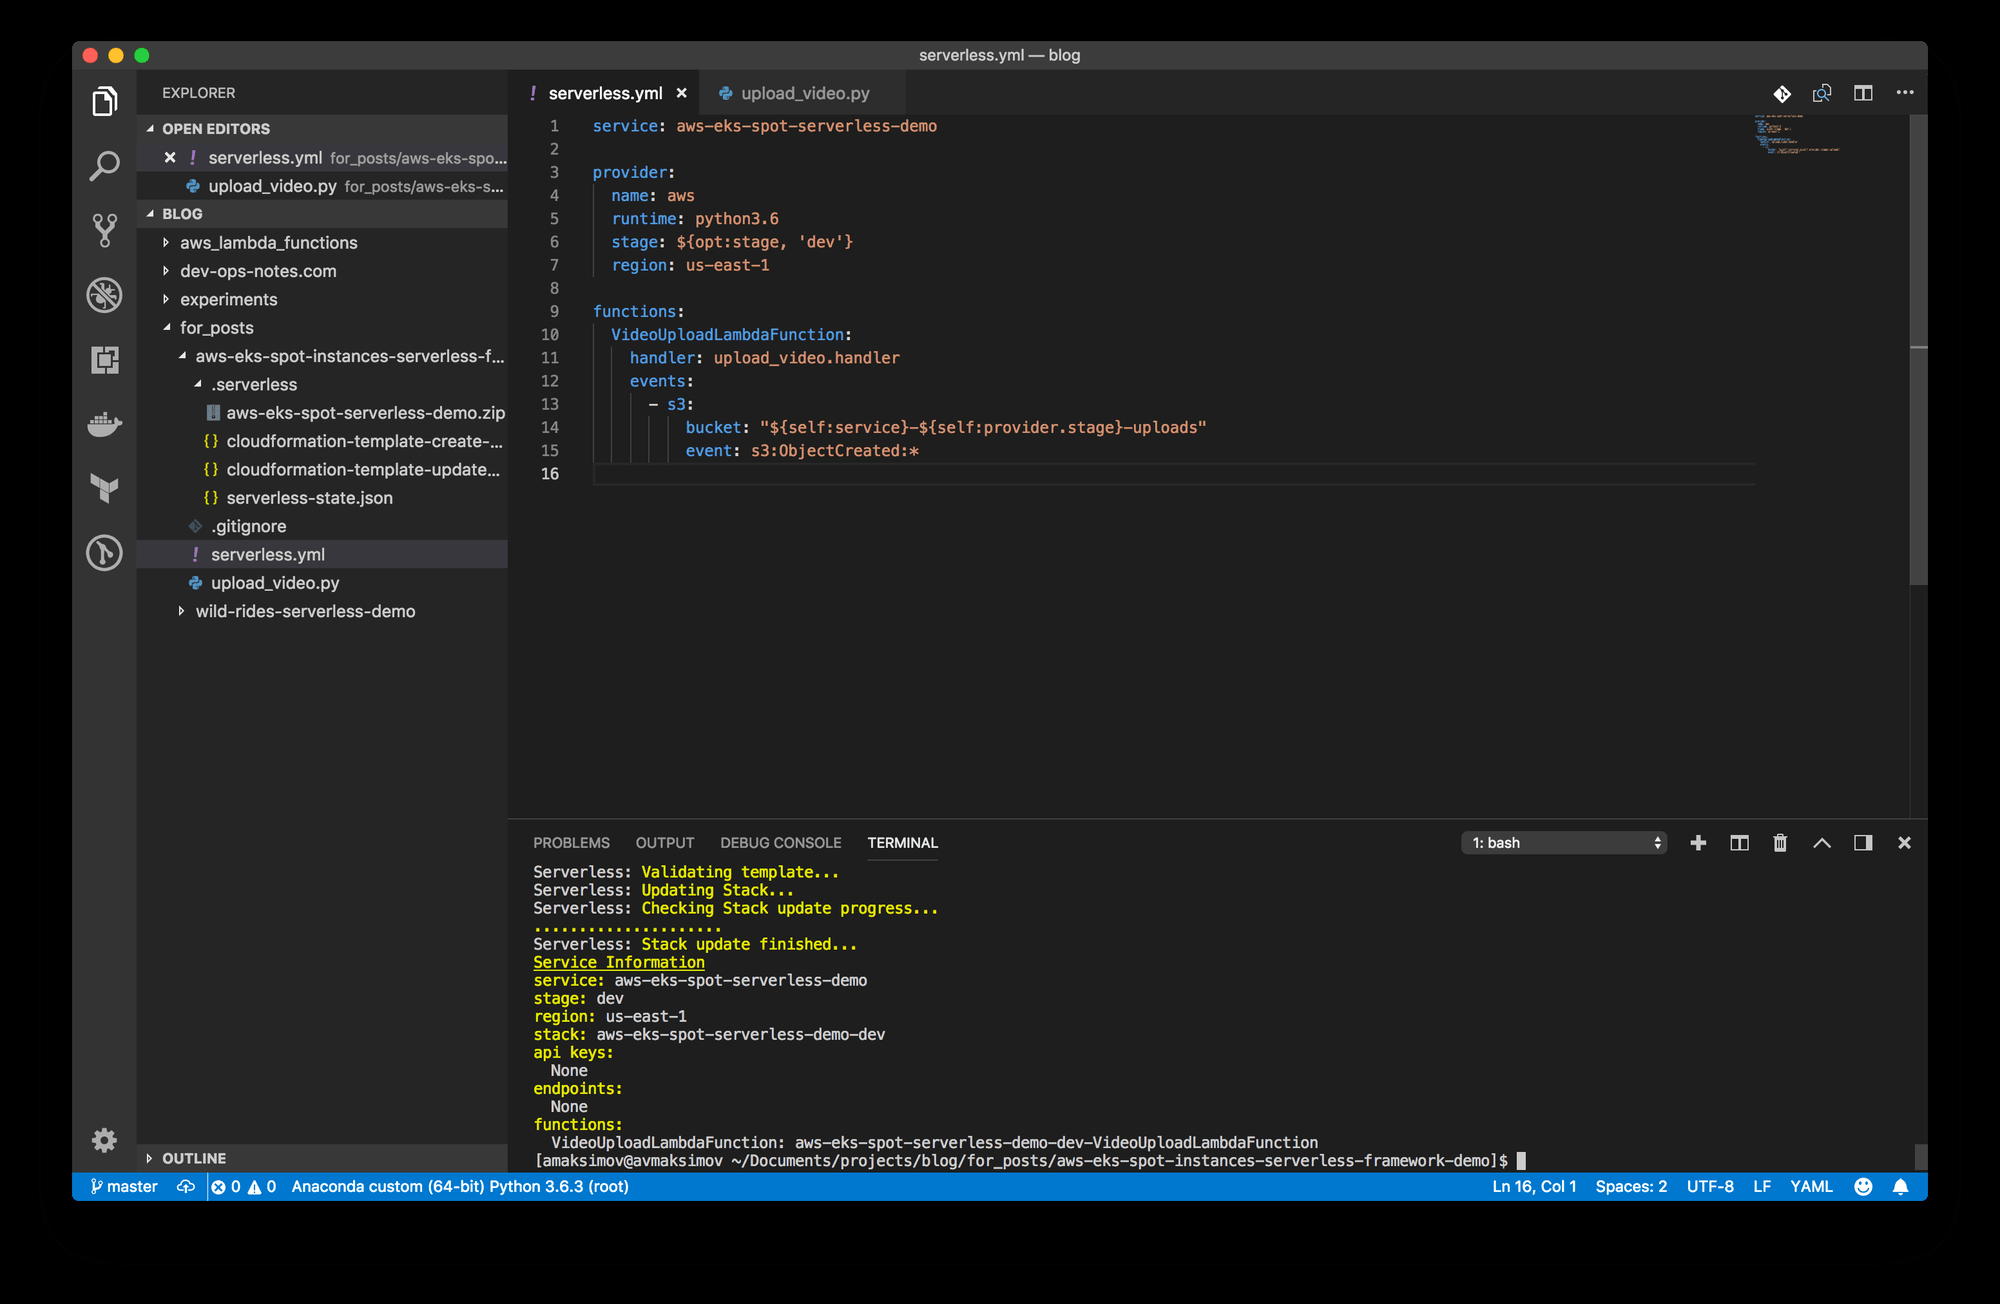 serverless.yml — blog
EXPLORER
OPEN EDITORS
serverless.yml for_posts/aws-eks-spo...
upload_video.py for_posts/aws-eks-s...
BLOG
aws_lambda_functions
dev-ops-notes.com
experiments
for_posts
aws-eks-spot-instances-serverless-f...
.serverless
aws-eks-spot-serverless-demo.zip
{} cloudformation-template-create-...
{} cloudformation-template-update...
{} serverless-state.json
.gitignore
! serverless.yml
upload_video.py
wild-rides-serverless-demo
OUTLINE
! serverless.yml
upload_video.py
1 service: aws-eks-spot-serverless-demo
2
3 provider:
4 name: aws
5 runtime: python3.6
6 stage: ${opt:stage, 'dev'}
7 region: us-east-1
8
9 functions:
10 VideoUploadLambdaFunction:
11 handler: upload_video.handler
12 events:
13 - s3:
14 bucket: "${self:service}-${self:provider.stage}-uploads"
15 event: s3:ObjectCreated:*
16
PROBLEMS OUTPUT DEBUG CONSOLE TERMINAL
1: bash
Serverless: Validating template...
Serverless: Updating Stack...
Serverless: Checking Stack update progress...
.....................
Serverless: Stack update finished...
Service Information
service: aws-eks-spot-serverless-demo
stage: dev
region: us-east-1
stack: aws-eks-spot-serverless-demo-dev
api keys:
None
endpoints:
None
functions:
VideoUploadLambdaFunction: aws-eks-spot-serverless-demo-dev-VideoUploadLambdaFunction
[amaksimov@avmaksimov ~/Documents/projects/blog/for_posts/aws-eks-spot-instances-serverless-framework-demo]$
master 0 0 Anaconda custom (64-bit) Python 3.6.3 (root)
Ln 16, Col 1 Spaces: 2 UTF-8 LF YAML